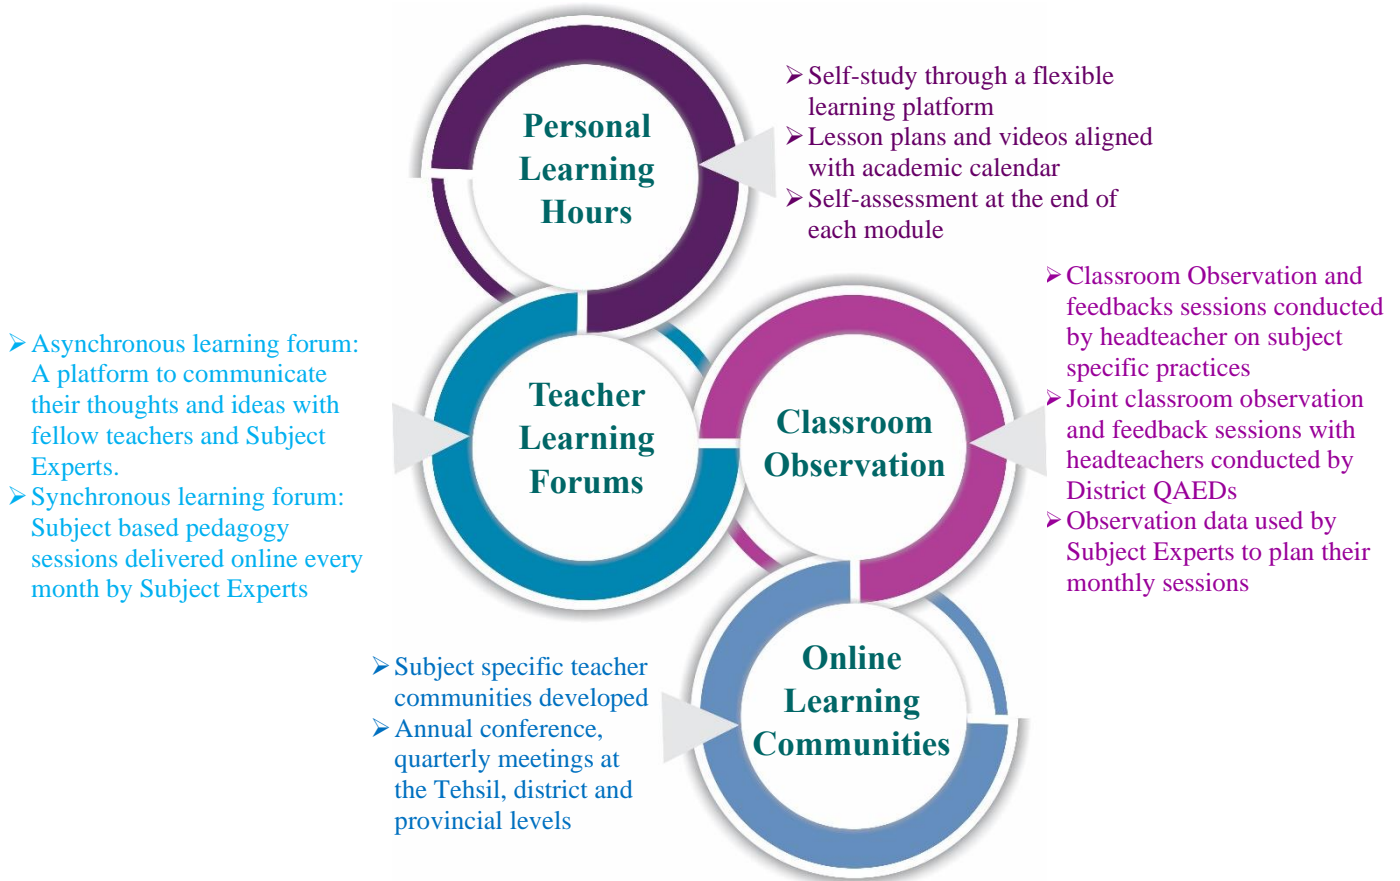 Personal
Learning
Hours
➢ Self-study through a flexible
learning platform
➢ Lesson plans and videos aligned
with academic calendar
➢ Self-assessment at the end of
each module
➢ Asynchronous learning forum:
A platform to communicate
their thoughts and ideas with
fellow teachers and Subject
Experts.
➢ Synchronous learning forum:
Subject based pedagogy
sessions delivered online every
month by Subject Experts
Teacher
Learning
Forums
Classroom
Observation
➢ Classroom Observation and
feedbacks sessions conducted
by headteacher on subject
specific practices
➢ Joint classroom observation
and feedback sessions with
headteachers conducted by
District QAEDs
➢ Observation data used by
Subject Experts to plan their
monthly sessions
➢ Subject specific teacher
communities developed
➢ Annual conference,
quarterly meetings at
the Tehsil, district and
provincial levels
Online
Learning
Communities